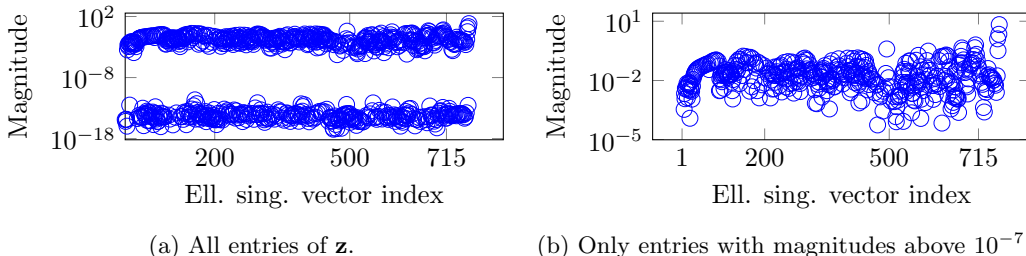 10^2
10^−8
10^−18
Magnitude
200
500
715
Ell. sing. vector index
(a) All entries of z.
10^1
10^−2
10^−5
Magnitude
1
200
500
715
Ell. sing. vector index
(b) Only entries with magnitudes above 10^−7